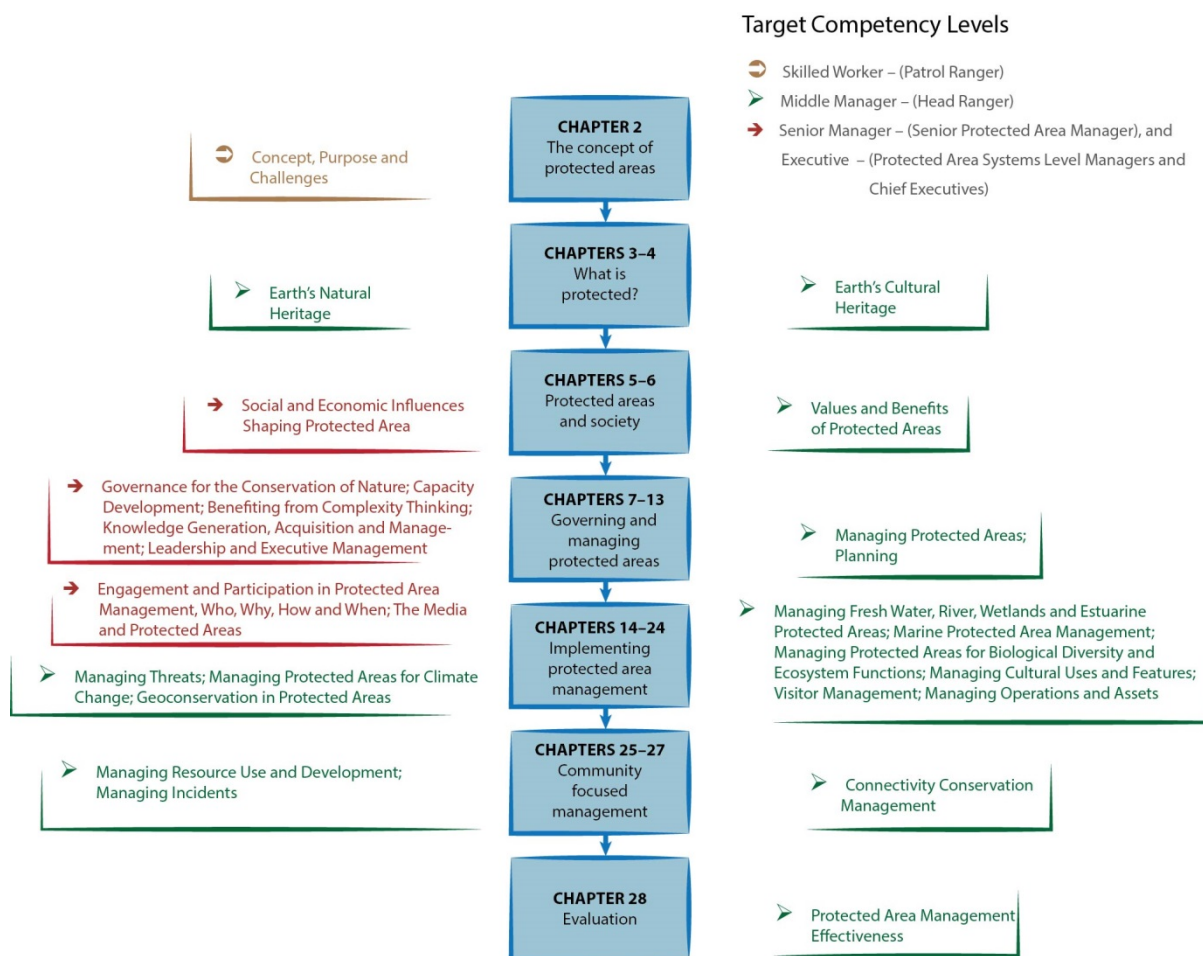 Target Competency Levels
Skilled Worker – (Patrol Ranger)
Middle Manager – (Head Ranger)
Senior Manager – (Senior Protected Area Manager), and
Executive – (Protected Area Systems Level Managers and
Chief Executives)
CHAPTER 2
The concept of
protected areas
Concept, Purpose and
Challenges
CHAPTERS 3–4
What is
protected?
Earth's Natural
Heritage
Earth's Cultural
Heritage
CHAPTERS 5–6
Protected areas
and society
Social and Economic Influences
Shaping Protected Area
Values and Benefits
of Protected Areas
CHAPTERS 7–13
Governing and
managing
protected areas
Governance for the Conservation of Nature; Capacity
Development; Benefiting from Complexity Thinking;
Knowledge Generation, Acquisition and Manage-
ment; Leadership and Executive Management
Managing Protected Areas;
Planning
CHAPTERS 14–24
Implementing
protected area
management
Engagement and Participation in Protected Area
Management, Who, Why, How and When; The Media
and Protected Areas
Managing Threats; Managing Protected Areas for Climate
Change; Geoconservation in Protected Areas
Managing Fresh Water, River, Wetlands and Estuarine
Protected Areas; Marine Protected Area Management;
Managing Protected Areas for Biological Diversity and
Ecosystem Functions; Managing Cultural Uses and Features;
Visitor Management; Managing Operations and Assets
CHAPTERS 25–27
Community
focused
management
Managing Resource Use and Development;
Managing Incidents
Connectivity Conservation
Management
CHAPTER 28
Evaluation
Protected Area Management
Effectiveness